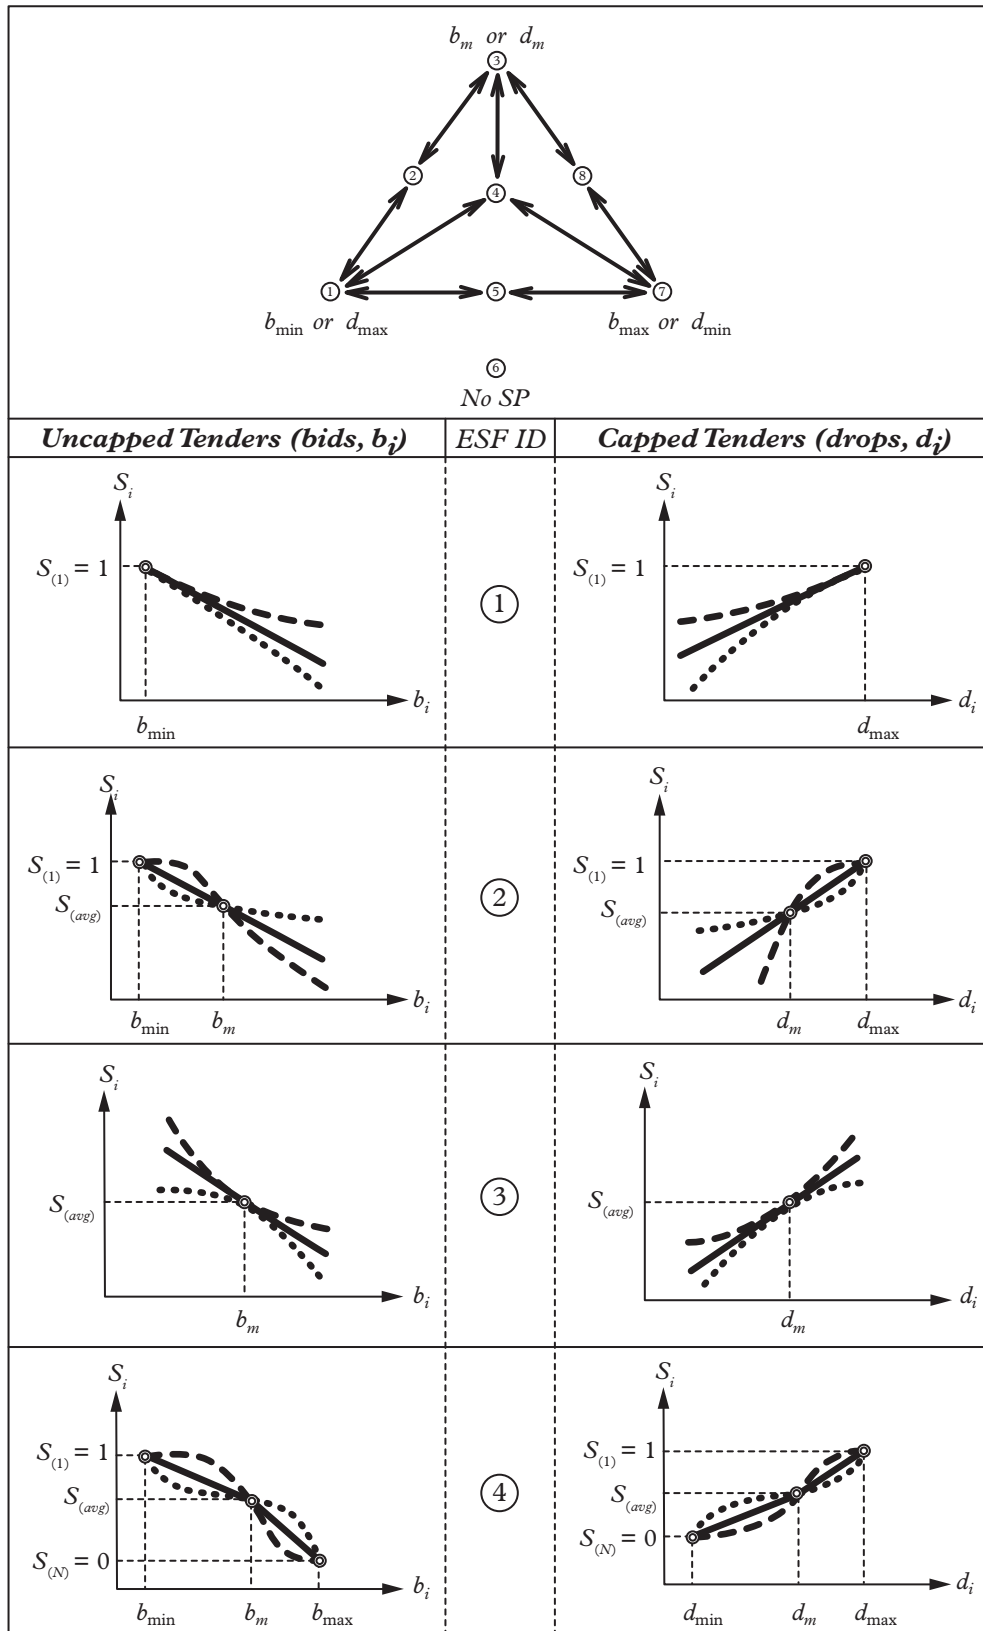 b_m or d_m
③
② ⑧
④
① ⑤ ⑦
b_min or d_max b_max or d_min
⑥
No SP
Uncapped Tenders (bids, b_i) ESF ID Capped Tenders (drops, d_i)
S_i S_i
S_(1) = 1 ① S_(1) = 1
b_i d_i
b_min d_max
S_i S_i
S_(1) = 1 S_(1) = 1
S_(avg) ② S_(avg)
b_i d_i
b_min b_m d_m d_max
S_i S_i
S_(avg) ③ S_(avg)
b_i d_i
b_m d_m
S_i S_i
S_(1) = 1 S_(1) = 1
S_(avg) ④ S_(avg)
S_(N) = 0 S_(N) = 0
b_i d_i
b_min b_m b_max d_min d_m d_max